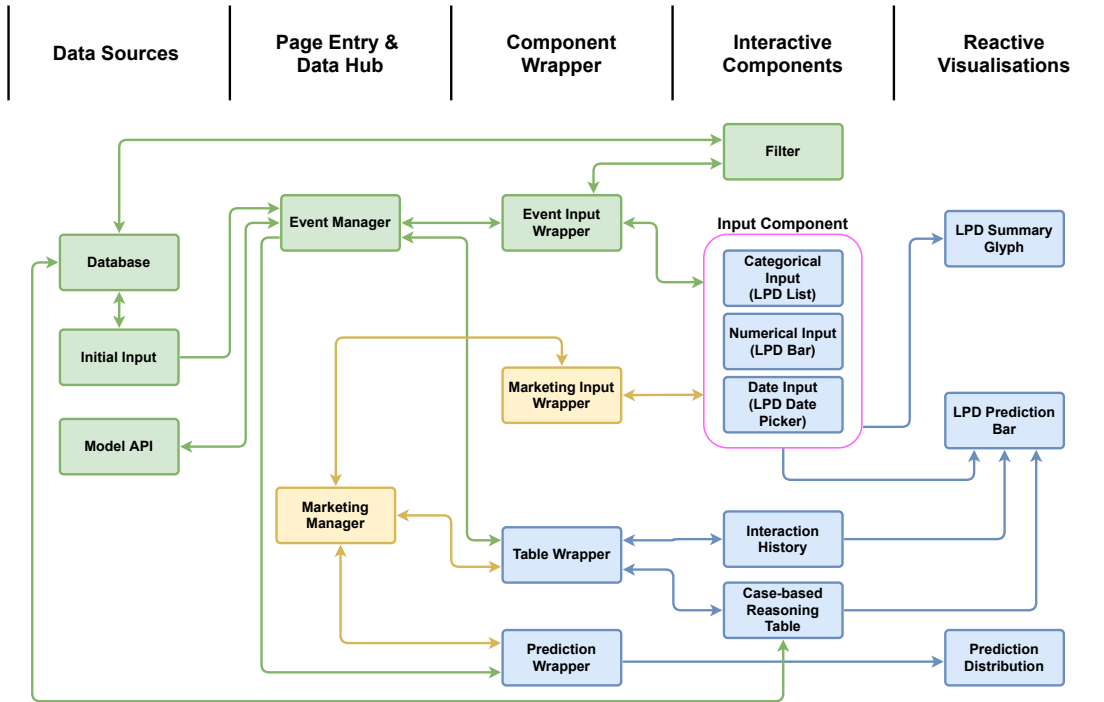 Data Sources
Page Entry &
Data Hub
Component
Wrapper
Interactive
Components
Reactive
Visualisations
Filter
Event Manager
Event Input
Wrapper
Input Component
LPD Summary
Glyph
Database
Categorical
Input
(LPD List)
Initial Input
Numerical Input
(LPD Bar)
Marketing Input
Wrapper
Date Input
(LPD Date
Picker)
LPD Prediction
Bar
Model API
Marketing
Manager
Table Wrapper
Interaction
History
Case-based
Reasoning
Table
Prediction
Wrapper
Prediction
Distribution